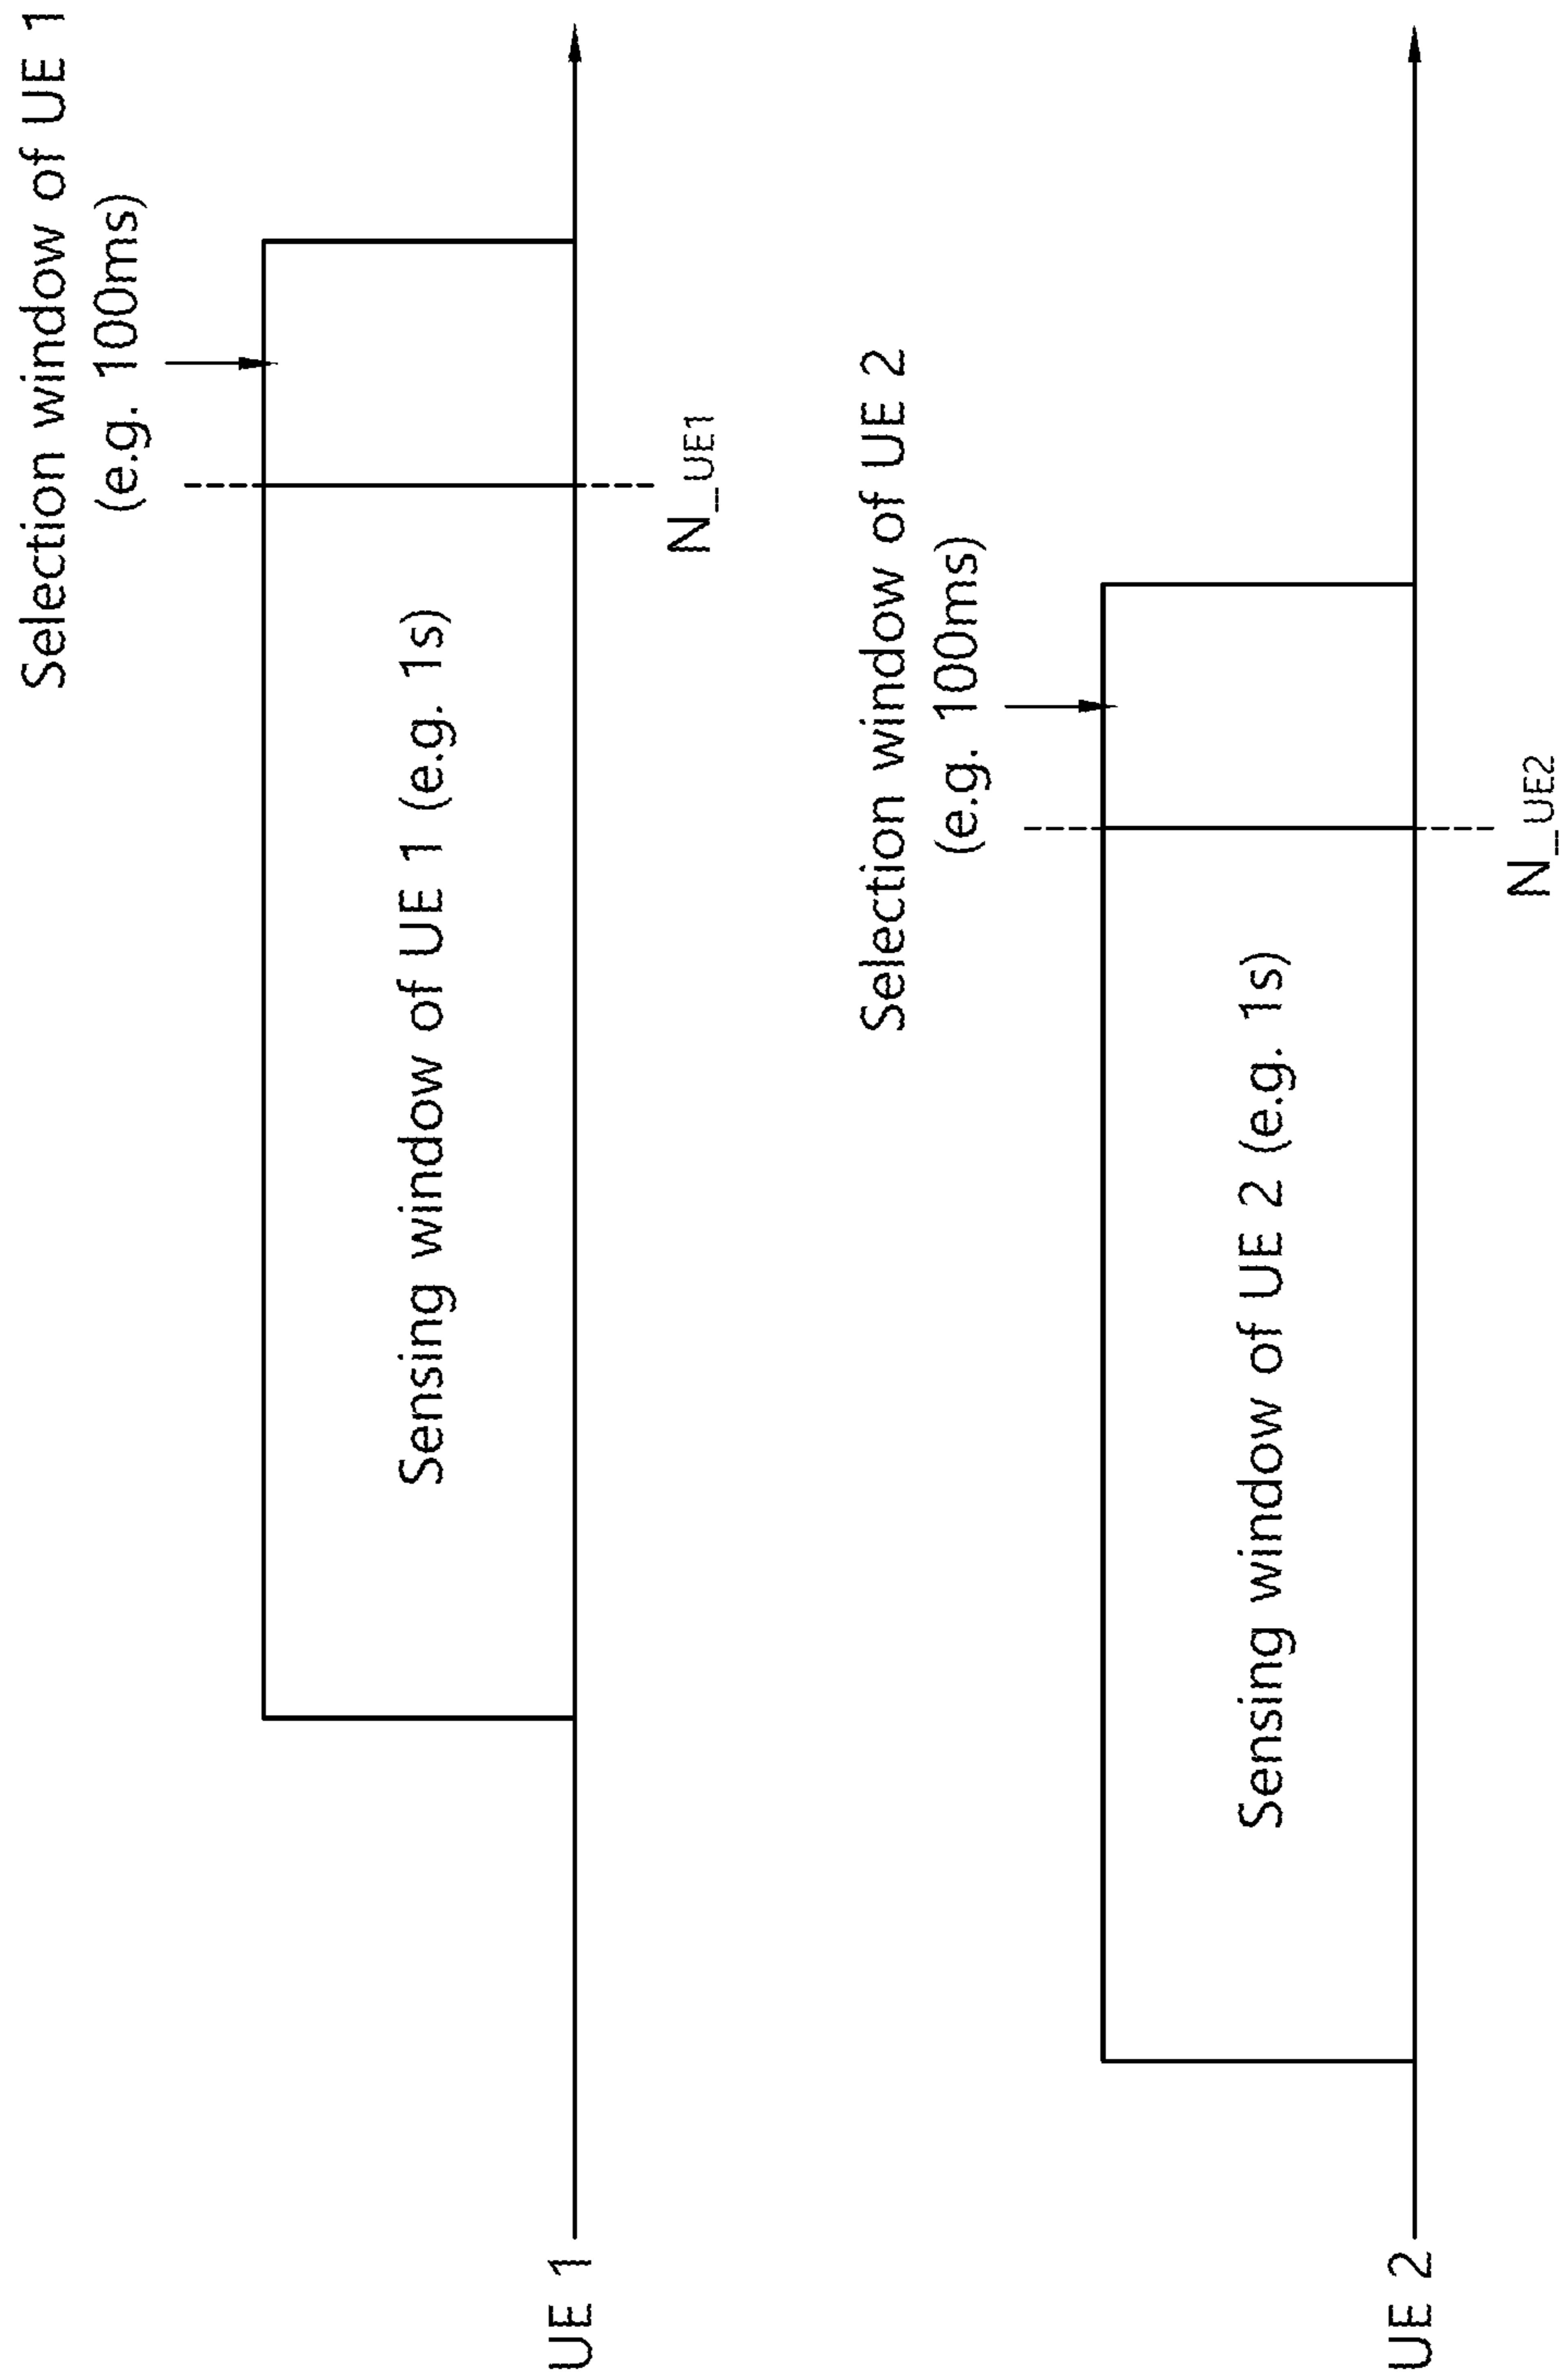 Selection window of UE 1
(e.g. 100ms)
Sensing window of UE 1 (e.g. 1s)
N_UE1
UE 1
Selection window of UE 2
(e.g. 100ms)
Sensing window of UE 2 (e.g. 1s)
N_UE2
UE 2